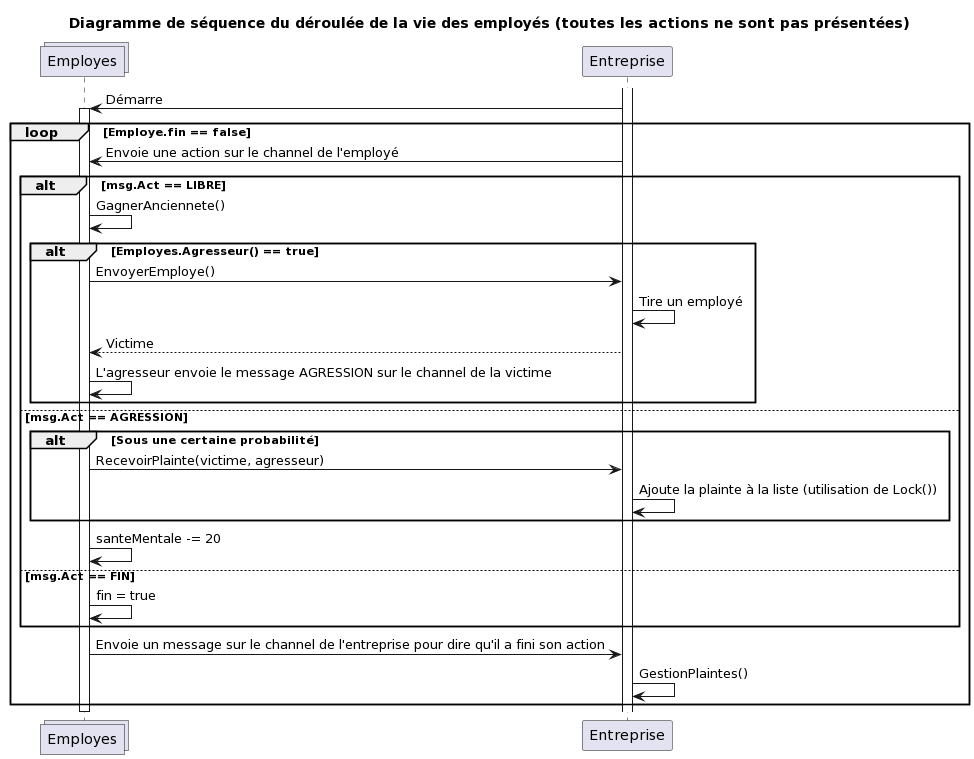 Diagramme de séquence du déroulée de la vie des employés (toutes les actions ne sont pas présentées)
Employes
Entreprise
Démarre
loop [Employe.fin == false]
Envoie une action sur le channel de l'employé
alt [msg.Act == LIBRE]
GagnerAnciennete()
alt [Employes.Agresseur() == true]
EnvoyerEmploye()
Tire un employé
Victime
L'agresseur envoie le message AGRESSION sur le channel de la victime
[msg.Act == AGRESSION]
alt [Sous une certaine probabilité]
RecevoirPlainte(victime, agresseur)
Ajoute la plainte à la liste (utilisation de Lock())
santeMentale -= 20
[msg.Act == FIN]
fin = true
Envoie un message sur le channel de l'entreprise pour dire qu'il a fini son action
GestionPlaintes()
Employes
Entreprise